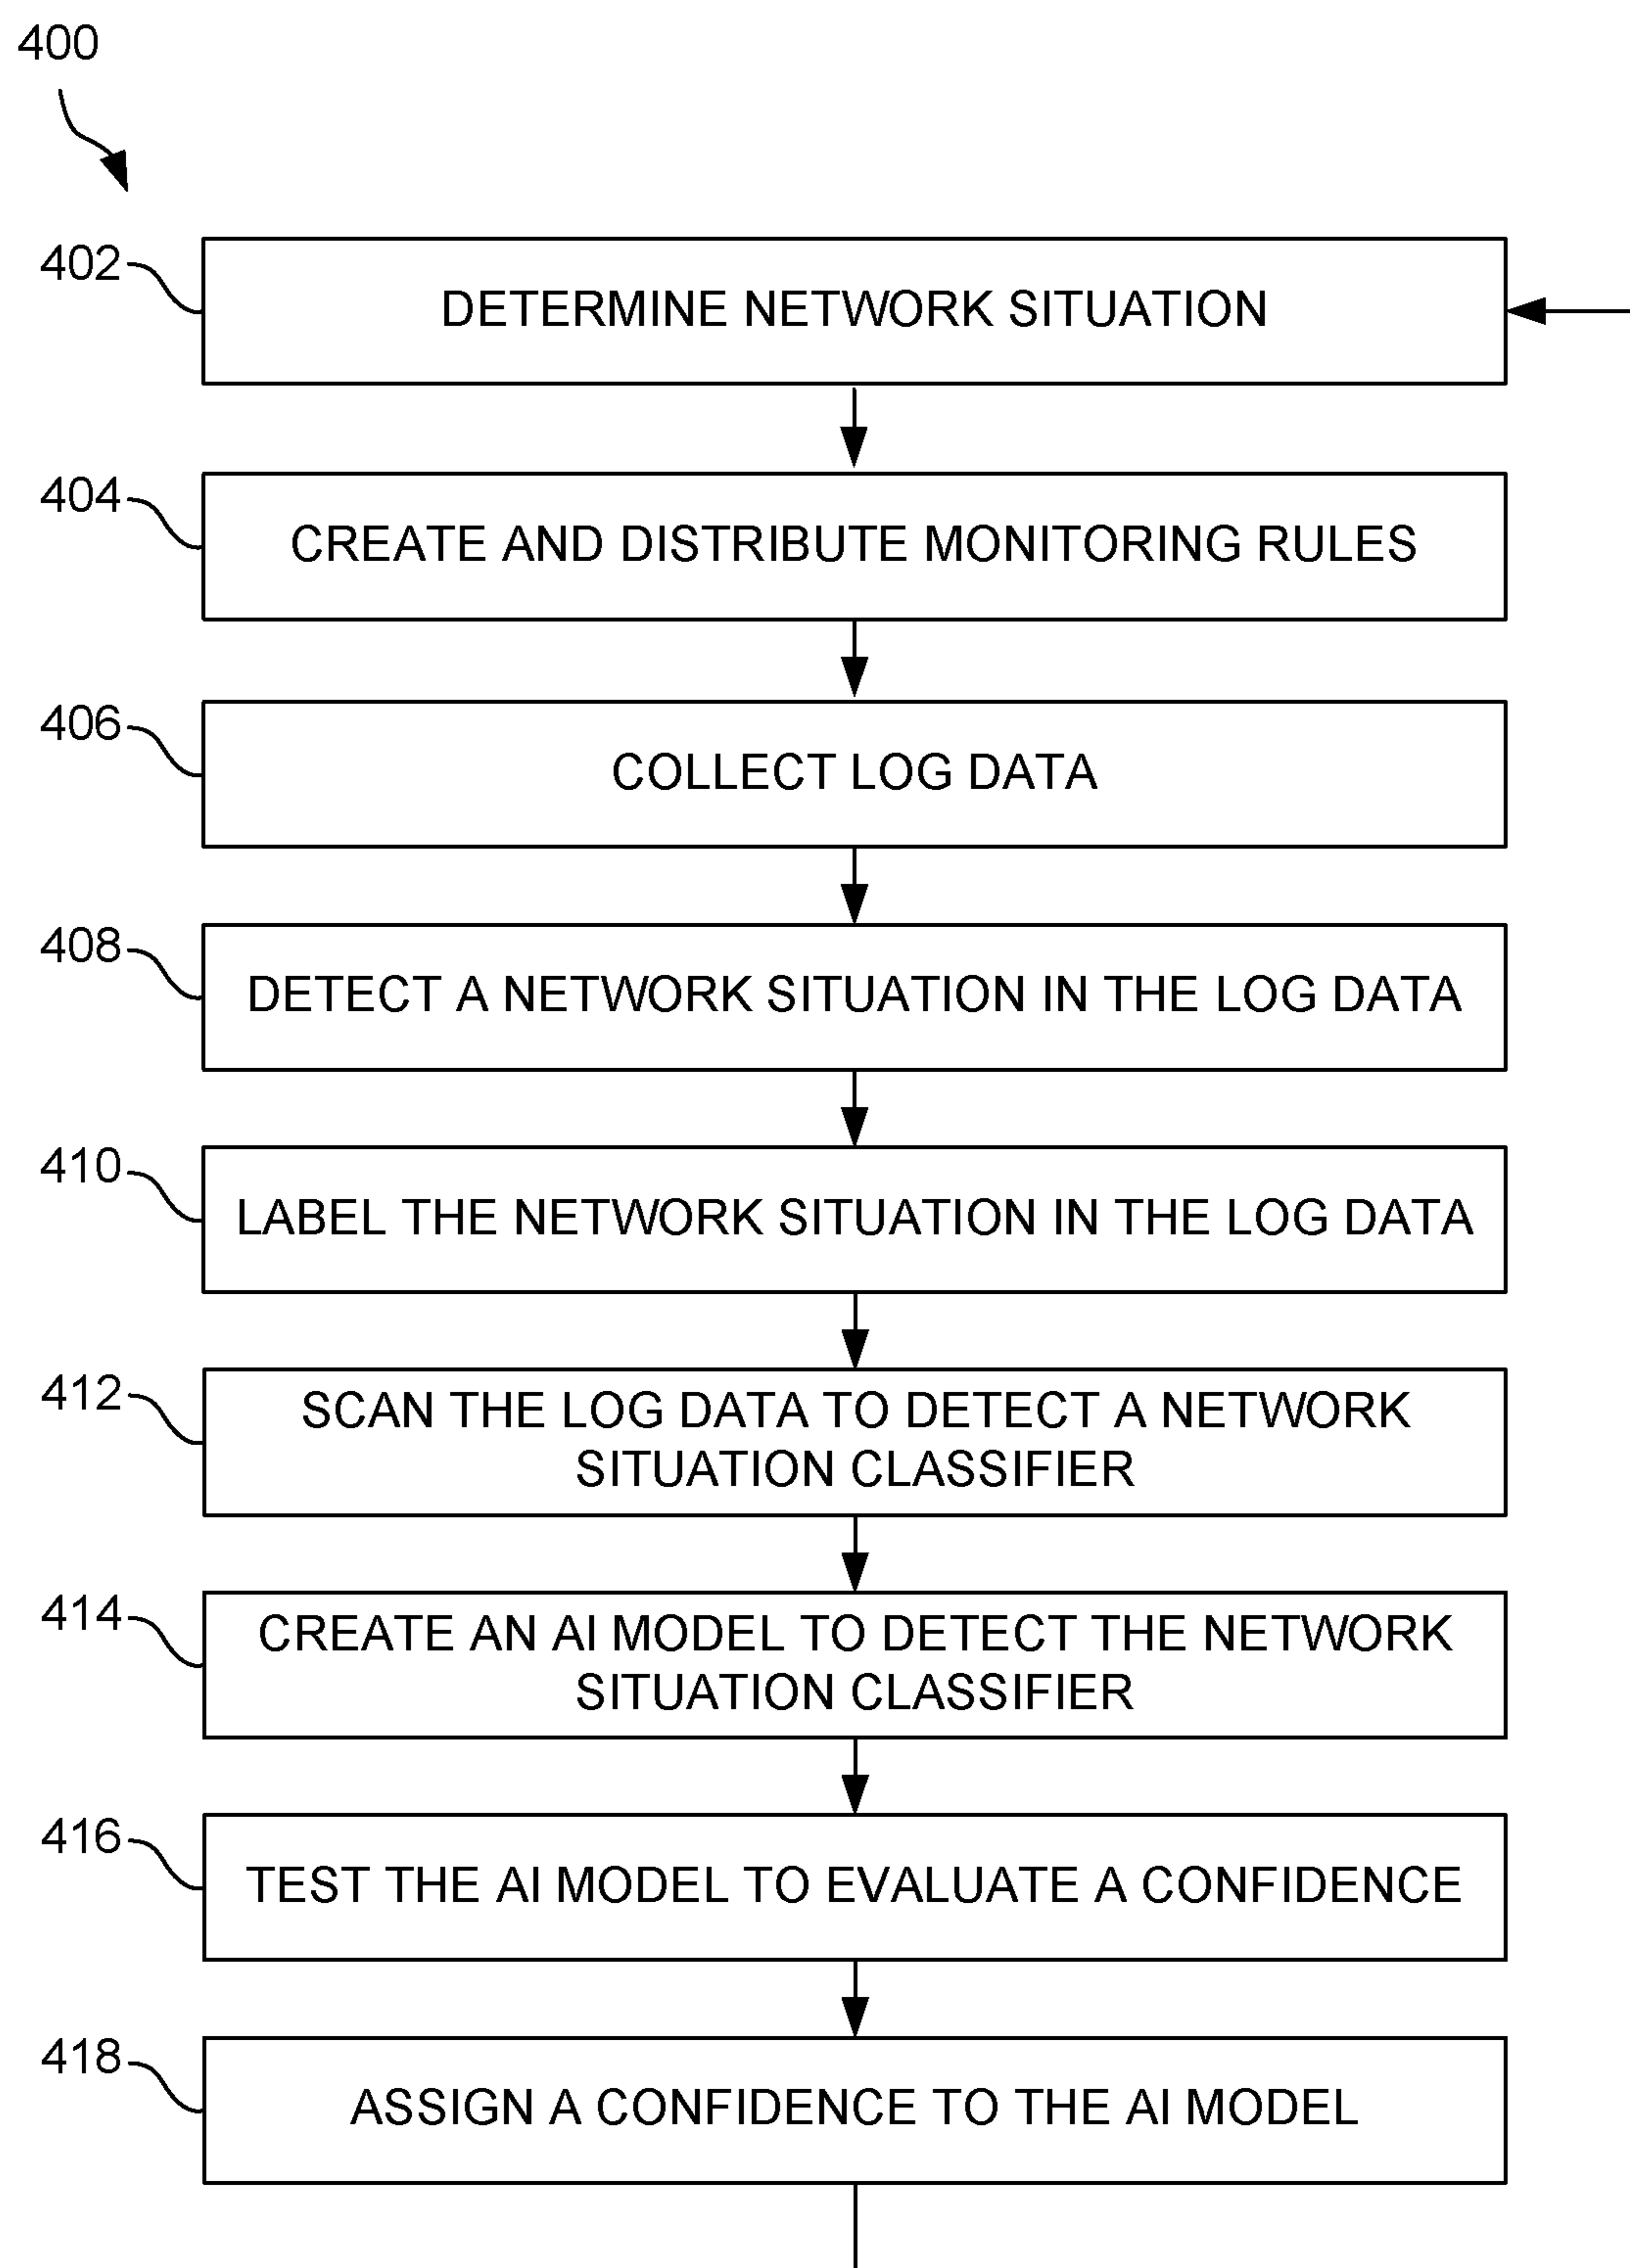 400
402
DETERMINE NETWORK SITUATION
404
CREATE AND DISTRIBUTE MONITORING RULES
406
COLLECT LOG DATA
408
DETECT A NETWORK SITUATION IN THE LOG DATA
410
LABEL THE NETWORK SITUATION IN THE LOG DATA
412
SCAN THE LOG DATA TO DETECT A NETWORK
SITUATION CLASSIFIER
414
CREATE AN AI MODEL TO DETECT THE NETWORK
SITUATION CLASSIFIER
416
TEST THE AI MODEL TO EVALUATE A CONFIDENCE
418
ASSIGN A CONFIDENCE TO THE AI MODEL